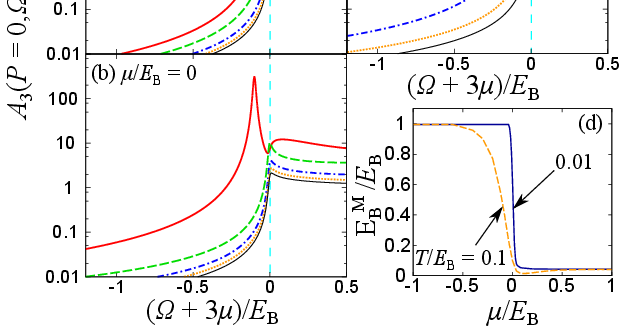 A₃(P = 0,Ω
0.1
0.01
-1 -0.5 0 0.5
(Ω + 3μ)/E_B
(b) μ/E_B = 0
100
10
1
0.1
0.01
-1 -0.5 0 0.5
(Ω + 3μ)/E_B
(d)
E_B^M/E_B
1
0.8
0.6
0.4
0.2
0
0.01
T/E_B = 0.1
-1 -0.5 0 0.5 1
μ/E_B